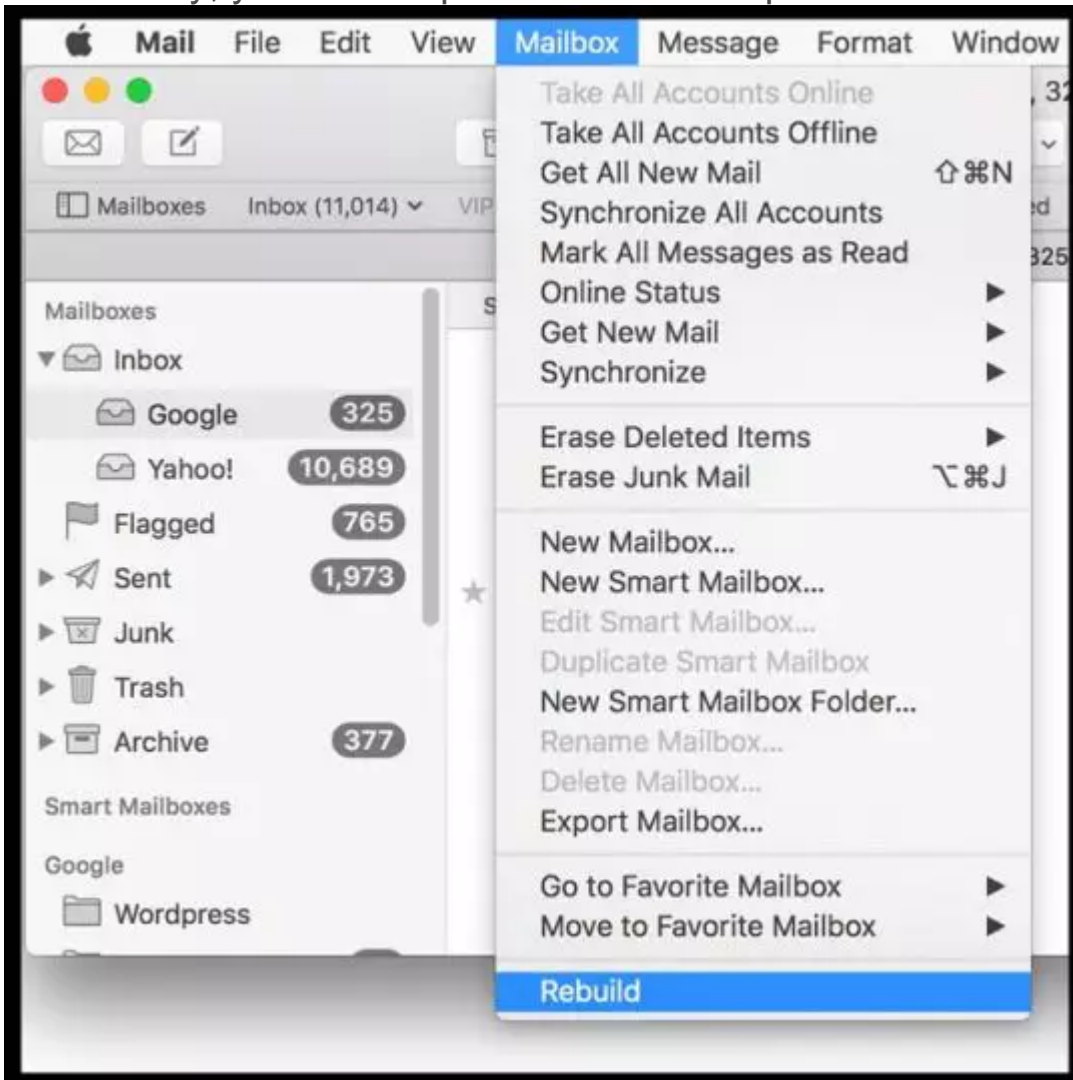 Mail File Edit View Mailbox Message Format Window
Take All Accounts Online
, 32
Take All Accounts Offline
Get All New Mail ⇧⌘N
Mailboxes Inbox (11,014) VIP
Synchronize All Accounts
Mark All Messages as Read
325
Online Status
Get New Mail
Synchronize
Erase Deleted Items
Erase Junk Mail ⌥⌘J
New Mailbox...
New Smart Mailbox...
Edit Smart Mailbox...
Duplicate Smart Mailbox
New Smart Mailbox Folder...
Rename Mailbox...
Delete Mailbox...
Export Mailbox...
Go to Favorite Mailbox
Move to Favorite Mailbox
Rebuild
Mailboxes
Inbox
Google 325
Yahoo! 10,689
Flagged 765
Sent 1,973
Junk
Trash
Archive 377
Smart Mailboxes
Google
Wordpress